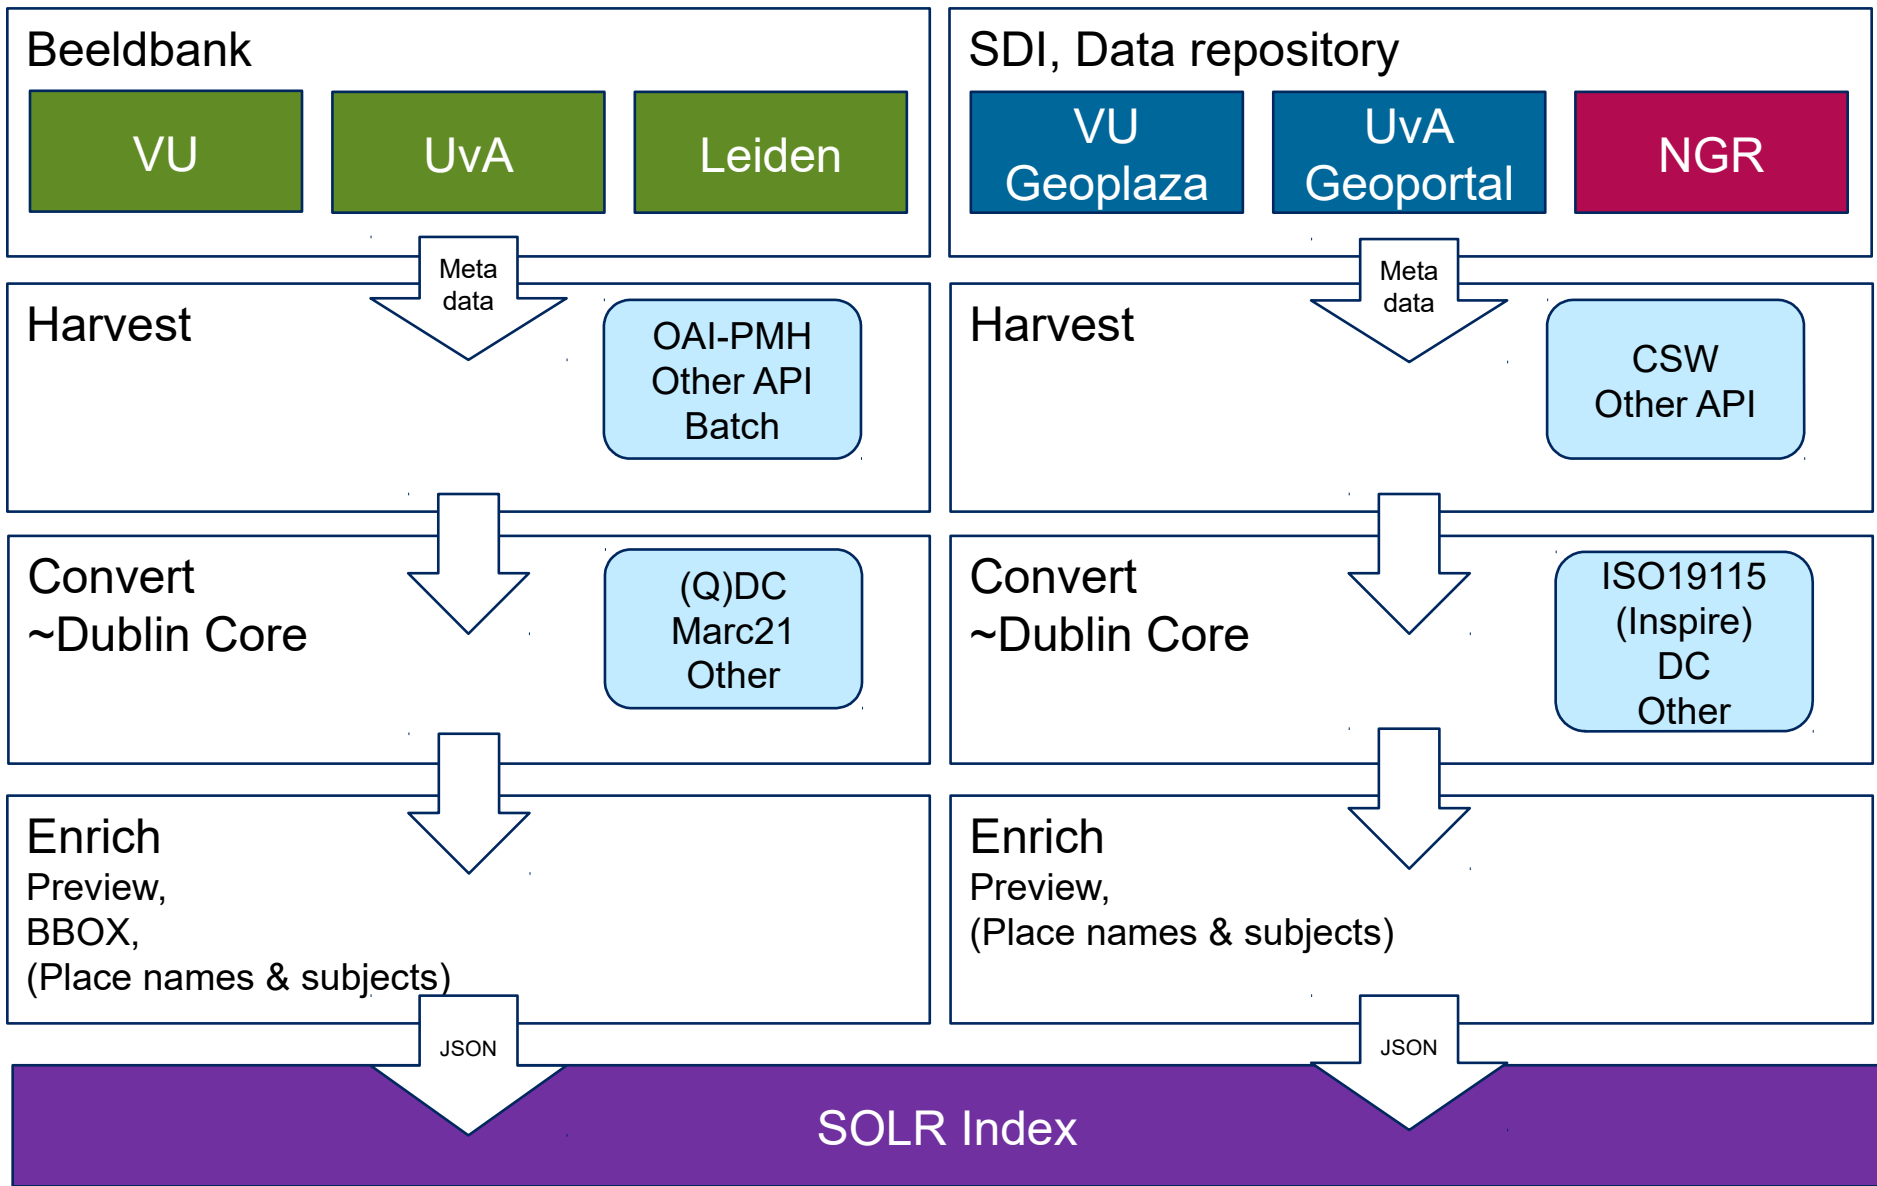 Beeldbank
VU
UvA
Leiden
Meta
data
Harvest
OAI-PMH
Other API
Batch
Convert
~Dublin Core
(Q)DC
Marc21
Other
Enrich
Preview,
BBOX,
(Place names & subjects)
JSON
SDI, Data repository
VU
Geoplaza
UvA
Geoportal
NGR
Meta
data
Harvest
CSW
Other API
Convert
~Dublin Core
ISO19115
(Inspire)
DC
Other
Enrich
Preview,
(Place names & subjects)
JSON
SOLR Index